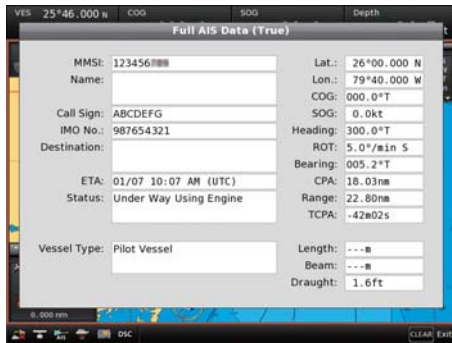 VES 25°46.000 N COG SOG Depth
Full AIS Data (True)
MMSI: 123456
Name:
Call Sign: ABCDEFG
IMO No.: 987654321
Destination:
ETA: 01/07 10:07 AM (UTC)
Status: Under Way Using Engine
Vessel Type: Pilot Vessel
Lat.: 26°00.000 N
Lon.: 79°40.000 W
COG: 000.0°T
SOG: 0.0kt
Heading: 300.0°T
ROT: 5.0°/min S
Bearing: 005.2°T
CPA: 18.03nm
Range: 22.80nm
TCPA: -42m02s
Length: ---m
Beam: ---m
Draught: 1.6ft
0.000 nm
AIS DSC CLEAR Exit